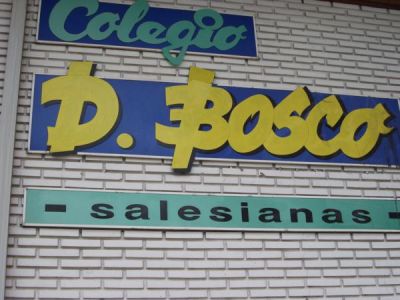 Colegio
D. BOSCO
- salesianas -